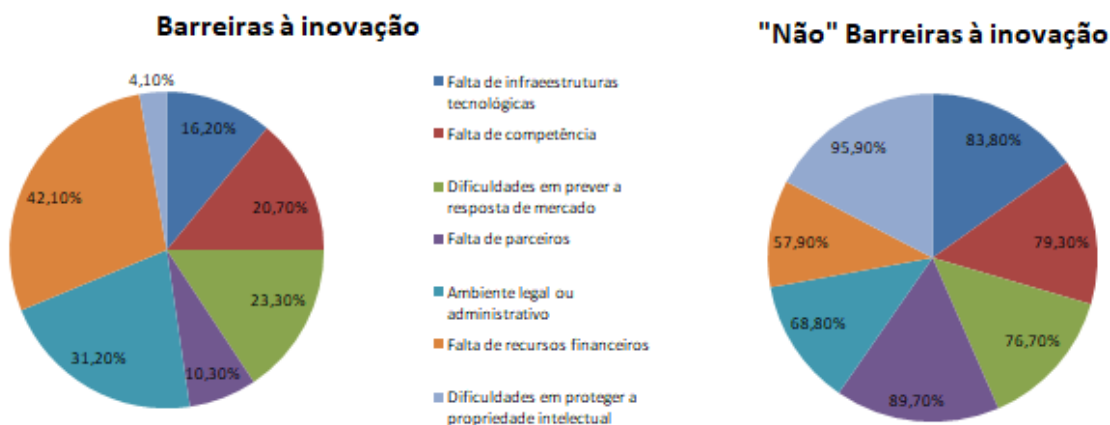 Barreiras à inovação
4,10%
16,20%
42,10%
20,70%
23,30%
31,20%
10,30%
Falta de infraeestruturas
tecnológicas
Falta de competência
Dificuldades em prever a
resposta de mercado
Falta de parceiros
Ambiente legal ou
administrativo
Falta de recursos financeiros
Dificuldades em proteger a
propriedade intelectual
"Não" Barreiras à inovação
95,90%
83,80%
57,90%
79,30%
68,80%
76,70%
89,70%